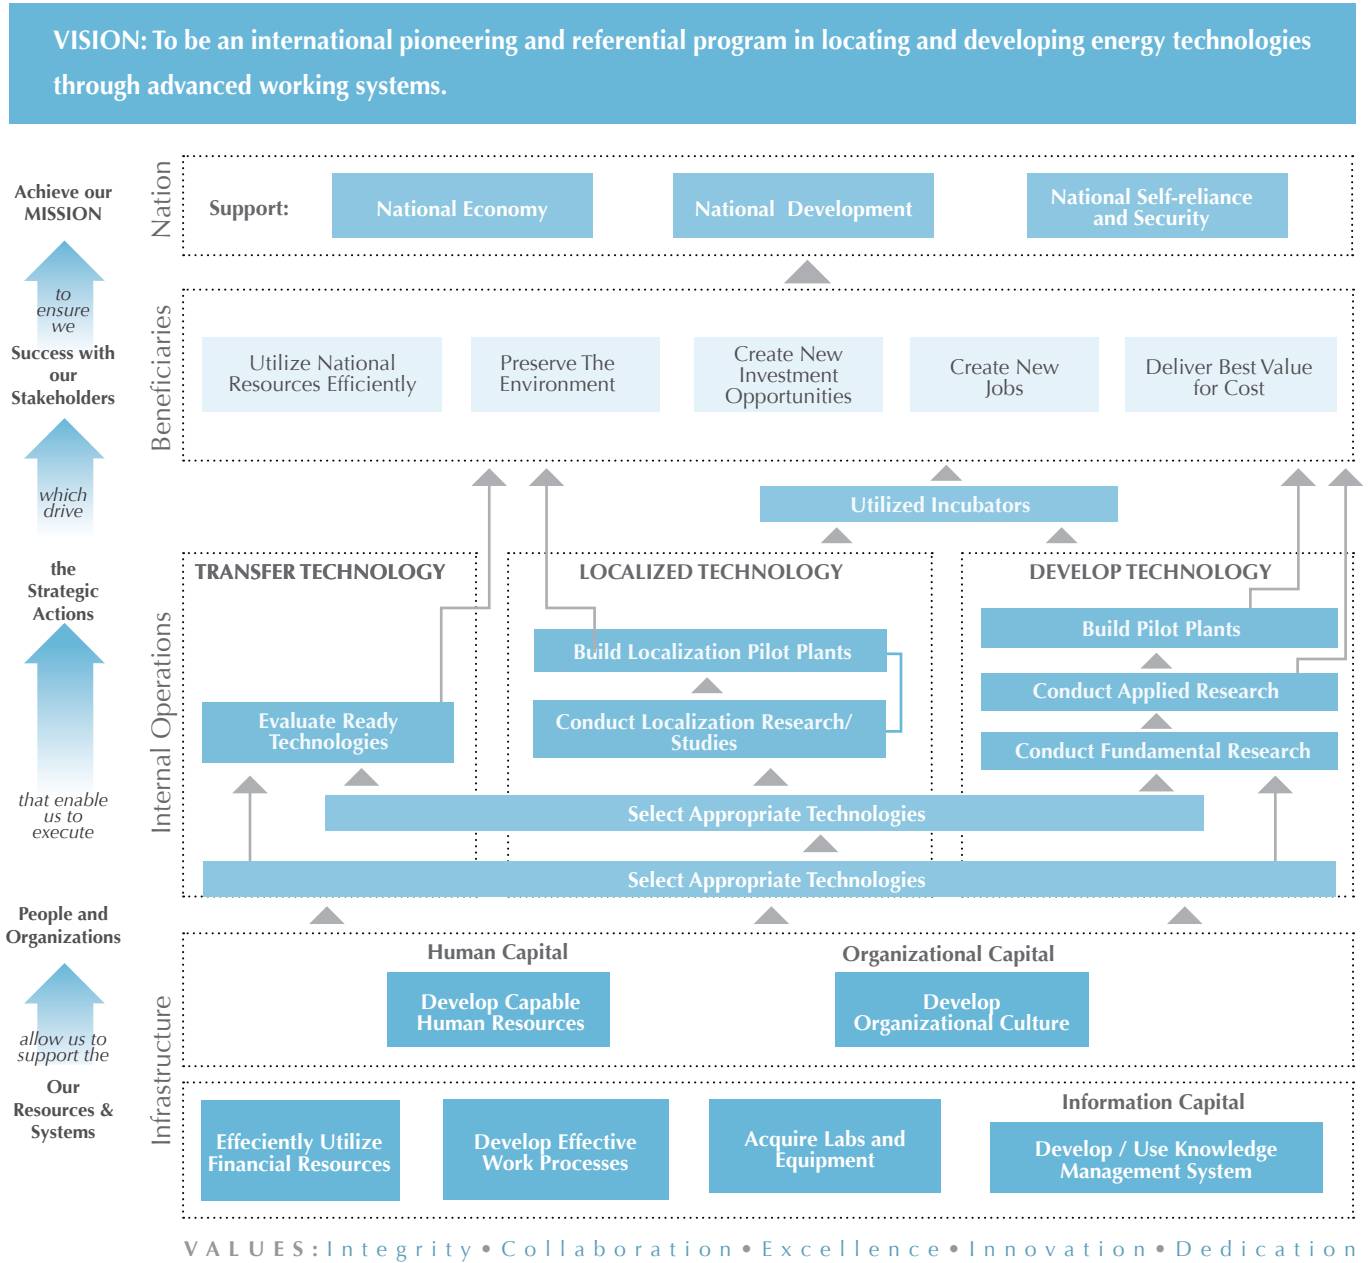 VISION: To be an international pioneering and referential program in locating and developing energy technologies
through advanced working systems.
Achieve our
MISSION
to
ensure
we
Success with
our
Stakeholders
which
drive
the
Strategic
Actions
that enable
us to
execute
People and
Organizations
allow us to
support the
Our
Resources &
Systems
Nation
Support:
National Economy
National Development
National Self-reliance
and Security
Beneficiaries
Utilize National
Resources Efficiently
Preserve The
Environment
Create New
Investment
Opportunities
Create New
Jobs
Deliver Best Value
for Cost
Utilized Incubators
Internal Operations
TRANSFER TECHNOLOGY
LOCALIZED TECHNOLOGY
DEVELOP TECHNOLOGY
Evaluate Ready
Technologies
Build Localization Pilot Plants
Conduct Localization Research/
Studies
Build Pilot Plants
Conduct Applied Research
Conduct Fundamental Research
Select Appropriate Technologies
Select Appropriate Technologies
Infrastructure
Human Capital
Develop Capable
Human Resources
Organizational Capital
Develop
Organizational Culture
Effeciently Utilize
Financial Resources
Develop Effective
Work Processes
Acquire Labs and
Equipment
Information Capital
Develop / Use Knowledge
Management System
VALUES: Integrity • Collaboration • Excellence • Innovation • Dedication